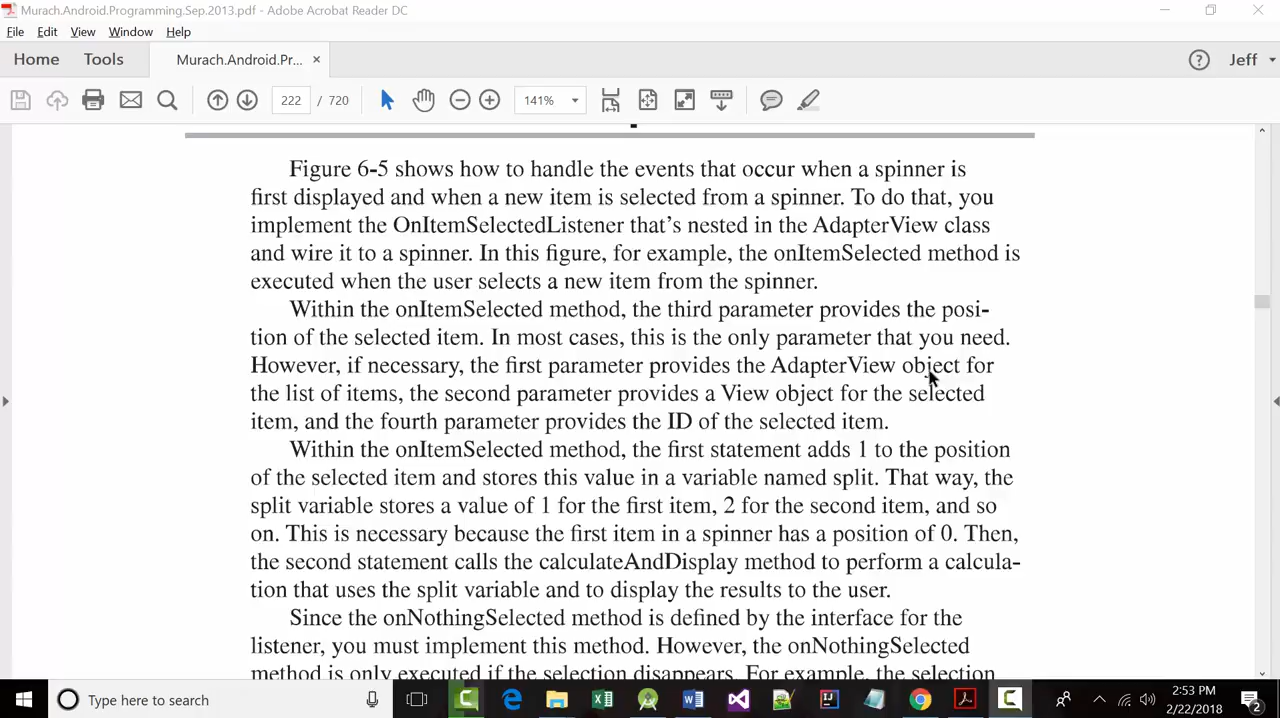 Murach.Android.Programming.Sep.2013.pdf - Adobe Acrobat Reader DC
File Edit View Window Help
Home Tools Murach.Android.Pr... × Jeff
222 / 720 141%
Figure 6-5 shows how to handle the events that occur when a spinner is
first displayed and when a new item is selected from a spinner. To do that, you
implement the OnItemSelectedListener that's nested in the AdapterView class
and wire it to a spinner. In this figure, for example, the onItemSelected method is
executed when the user selects a new item from the spinner.
Within the onItemSelected method, the third parameter provides the posi-
tion of the selected item. In most cases, this is the only parameter that you need.
However, if necessary, the first parameter provides the AdapterView object for
the list of items, the second parameter provides a View object for the selected
item, and the fourth parameter provides the ID of the selected item.
Within the onItemSelected method, the first statement adds 1 to the position
of the selected item and stores this value in a variable named split. That way, the
split variable stores a value of 1 for the first item, 2 for the second item, and so
on. This is necessary because the first item in a spinner has a position of 0. Then,
the second statement calls the calculateAndDisplay method to perform a calcula-
tion that uses the split variable and to display the results to the user.
Since the onNothingSelected method is defined by the interface for the
listener, you must implement this method. However, the onNothingSelected
method is only executed if the selection disappears. For example, the selection
Type here to search
2:53 PM
2/22/2018
2